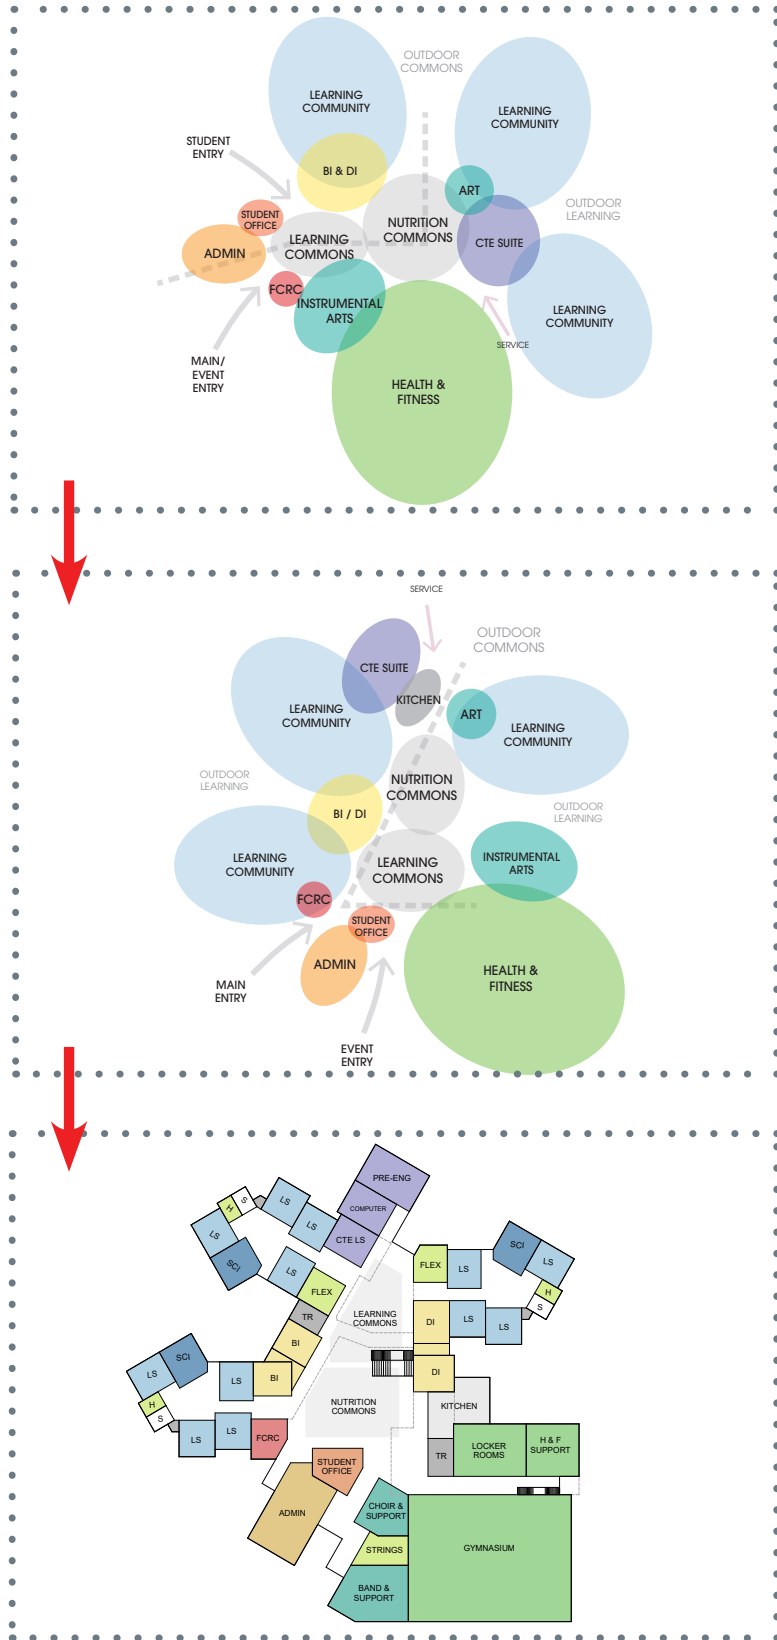 OUTDOOR
COMMONS
LEARNING
COMMUNITY
LEARNING
COMMUNITY
STUDENT
ENTRY
BI & DI
ART
STUDENT
OFFICE
OUTDOOR
LEARNING
NUTRITION
COMMONS
LEARNING
COMMONS
CTE SUITE
ADMIN
FCRC
INSTRUMENTAL
ARTS
LEARNING
COMMUNITY
SERVICE
MAIN/
EVENT
ENTRY
HEALTH &
FITNESS
SERVICE
OUTDOOR
COMMONS
CTE SUITE
KITCHEN
LEARNING
COMMUNITY
ART
LEARNING
COMMUNITY
OUTDOOR
LEARNING
NUTRITION
COMMONS
BI / DI
OUTDOOR
LEARNING
LEARNING
COMMUNITY
LEARNING
COMMONS
INSTRUMENTAL
ARTS
FCRC
STUDENT
OFFICE
ADMIN
HEALTH &
FITNESS
MAIN
ENTRY
EVENT
ENTRY
PRE-ENG
COMPUTER
CTE LS
LS
LS
S
H
LS
SCI
LS
FLEX
TR
BI
LEARNING
COMMONS
FLEX
LS
SCI
LS
H
S
DI
LS
LS
DI
SCI
LS
H
S
LS
BI
LS
LS
FCRC
NUTRITION
COMMONS
KITCHEN
TR
LOCKER
ROOMS
H & F
SUPPORT
STUDENT
OFFICE
ADMIN
CHOIR &
SUPPORT
STRINGS
BAND &
SUPPORT
GYMNASIUM